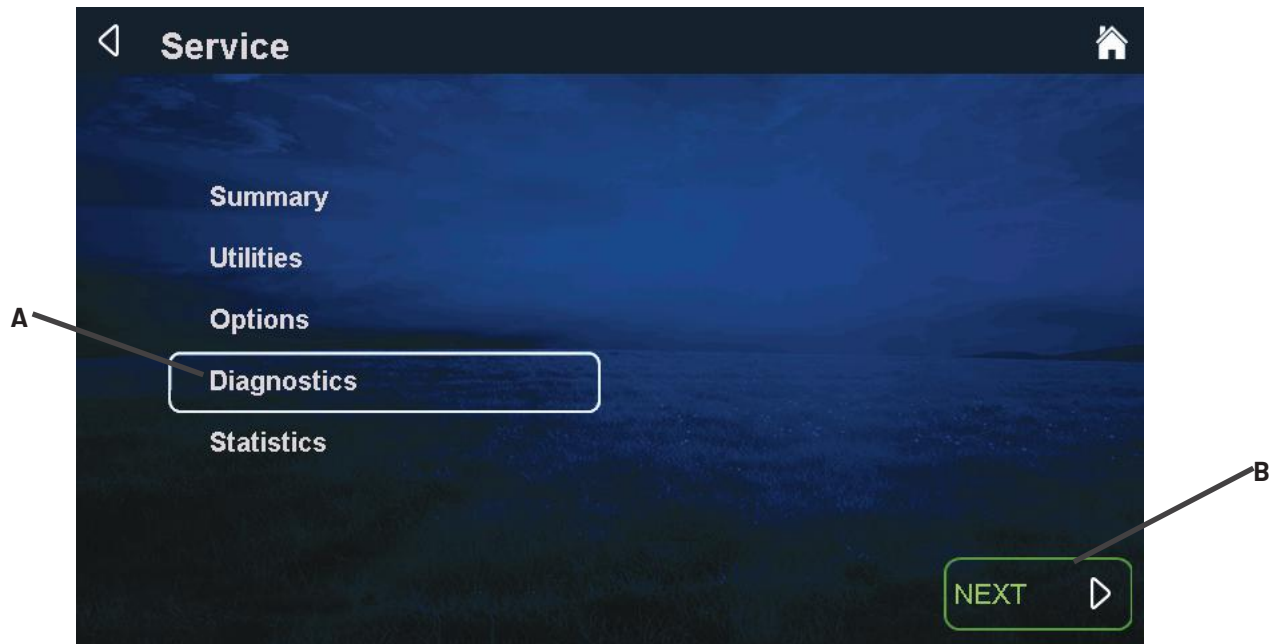 Service
Summary
Utilities
Options
A
Diagnostics
Statistics
B
NEXT